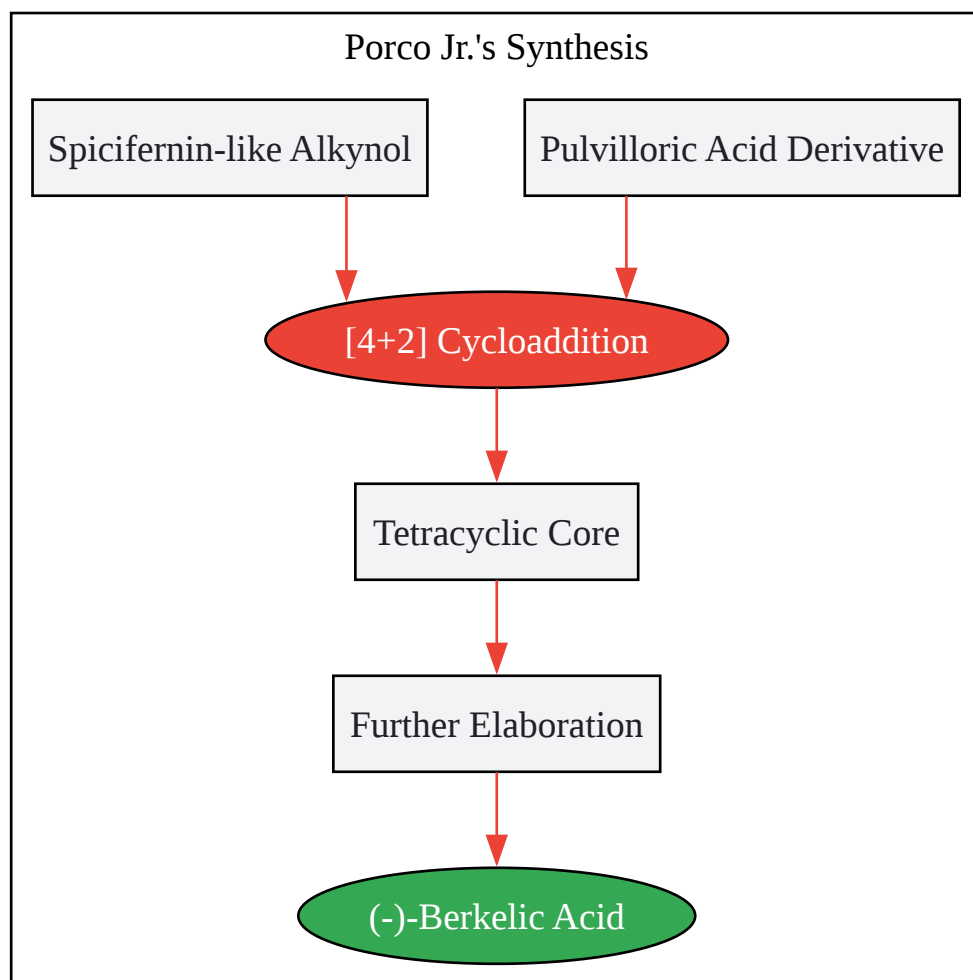 Porco Jr.'s Synthesis
Spicifernin-like Alkynol
Pulvilloric Acid Derivative
[4+2] Cycloaddition
Tetracyclic Core
Further Elaboration
(-)-Berkelic Acid